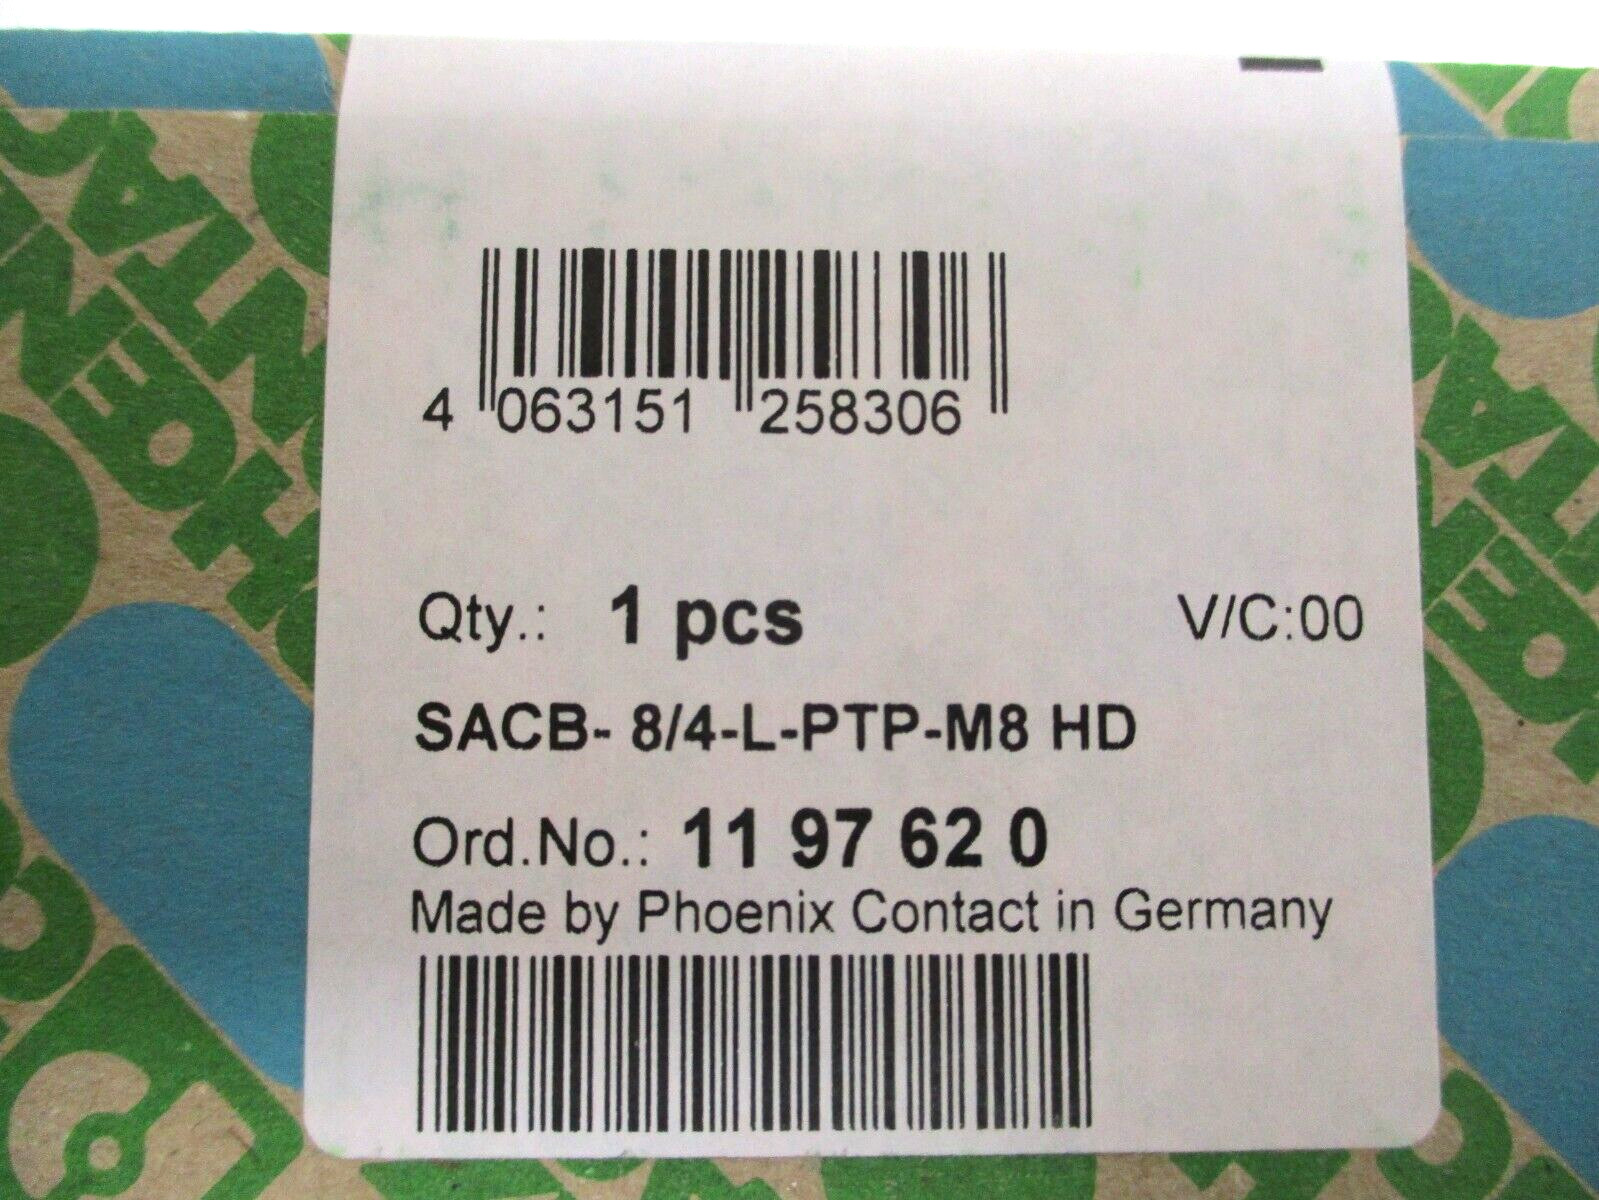 4 063151 258306
Qty.: 1 pcs V/C:00
SACB- 8/4-L-PTP-M8 HD
Ord.No.: 11 97 62 0
Made by Phoenix Contact in Germany